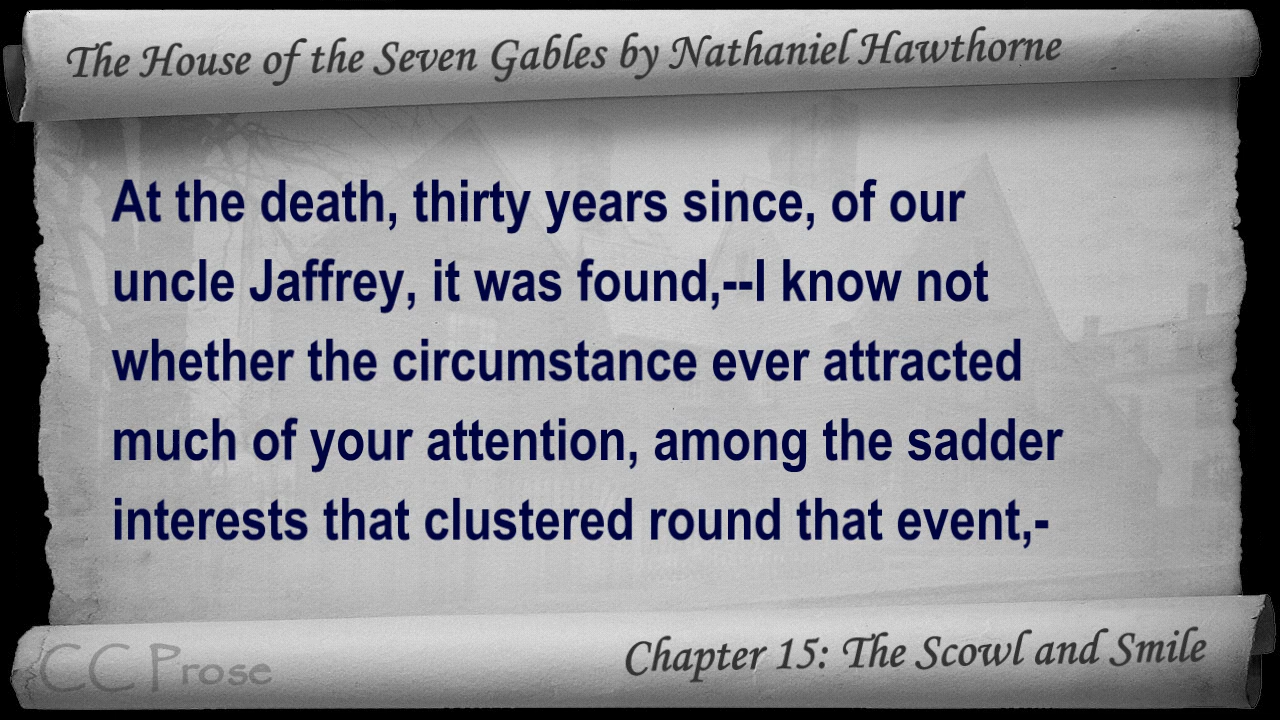 The House of the Seven Gables by Nathaniel Hawthorne
At the death, thirty years since, of our
uncle Jaffrey, it was found,--I know not
whether the circumstance ever attracted
much of your attention, among the sadder
interests that clustered round that event,-
CC Prose
Chapter 15: The Scowl and Smile